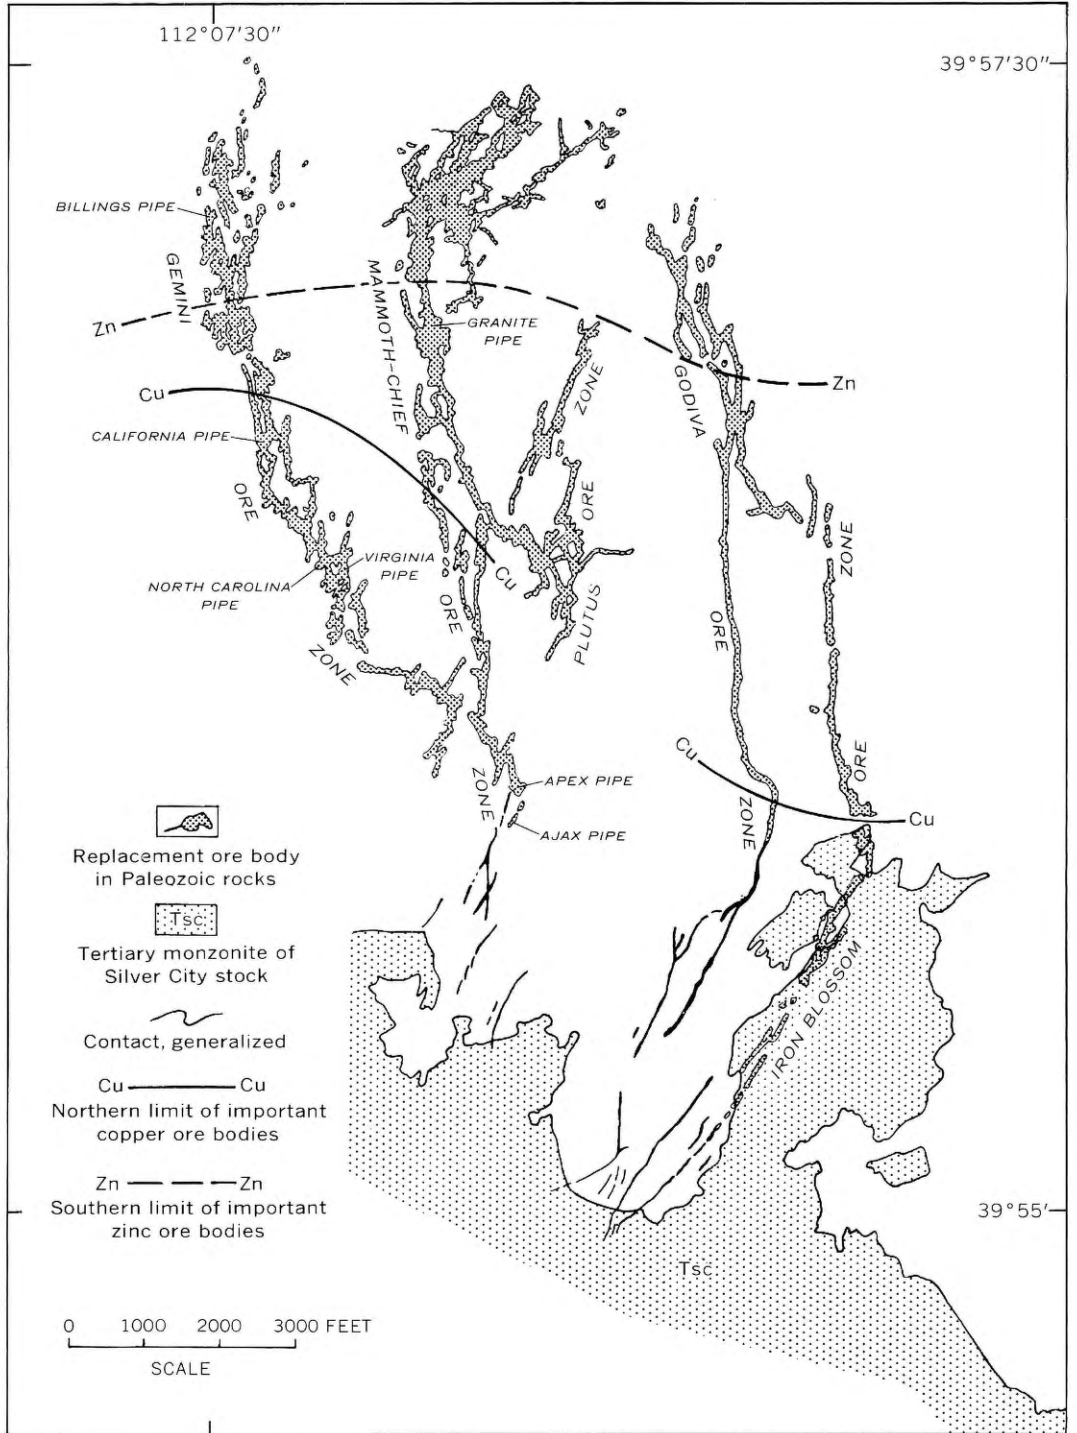 112°07'30"
39°57'30"
BILLINGS PIPE
GEMINI
MAMMOTH-CHIEF
GRANITE
PIPE
Zn
Zn
ZONE
GODIVA
Cu
CALIFORNIA PIPE
ORE
ORE
ZONE
Cu
VIRGINIA
PIPE
NORTH CAROLINA
PIPE
ORE
PLUTUS
ORE
ZONE
Cu
ORE
ZONE
APEX PIPE
ZONE
Cu
AJAX PIPE
IRON BLOSSOM
Replacement ore body
in Paleozoic rocks
Tsc
Tertiary monzonite of
Silver City stock
Contact, generalized
Cu Cu
Northern limit of important
copper ore bodies
Zn Zn
Southern limit of important
zinc ore bodies
39°55'
Tsc
0 1000 2000 3000 FEET
SCALE